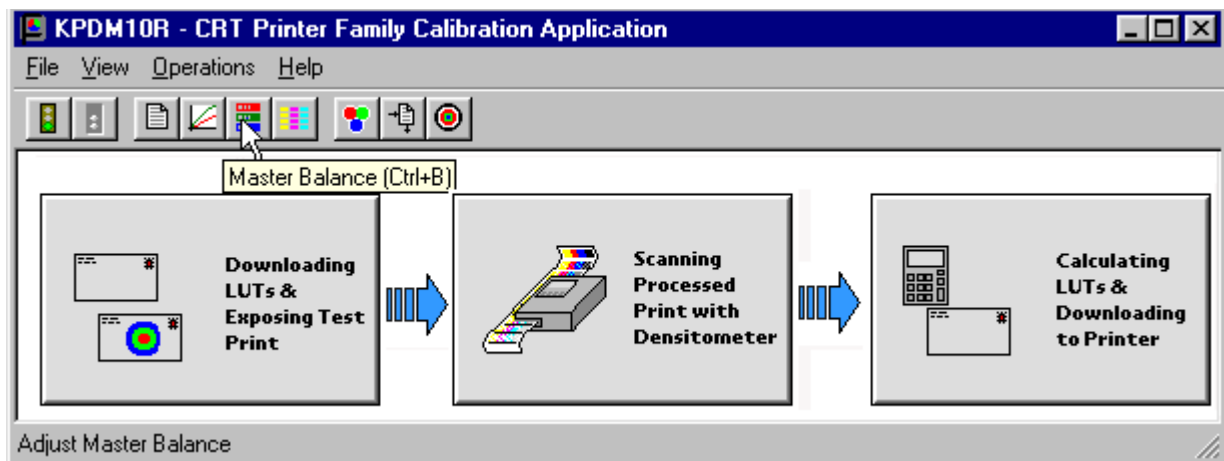 KPDM10R - CRT Printer Family Calibration Application
File View Operations Help
Master Balance (Ctrl+B)
Downloading
LUTs &
Exposing Test
Print
Scanning
Processed
Print with
Densitometer
Calculating
LUTs &
Downloading
to Printer
Adjust Master Balance